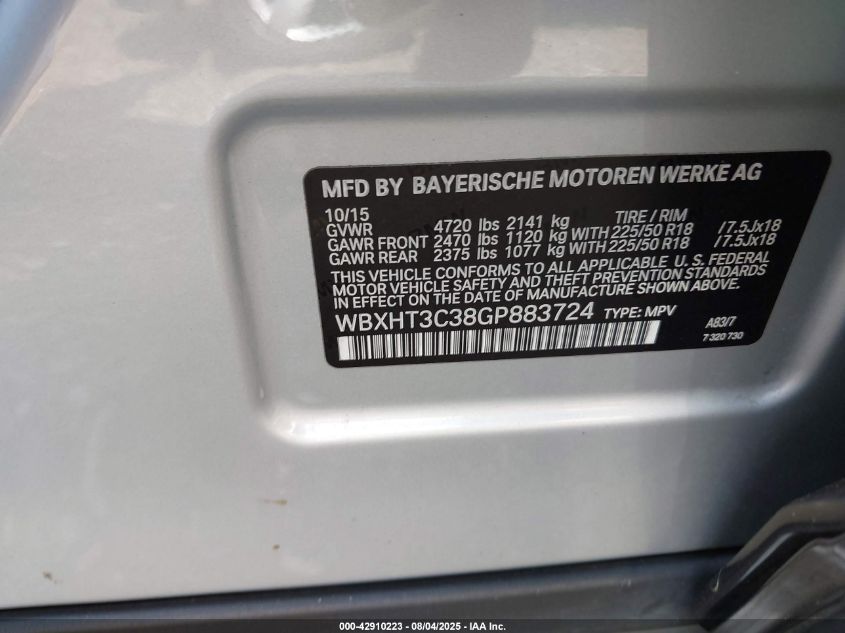 MFD BY BAYERISCHE MOTOREN WERKE AG
10/15 TIRE / RIM
GVWR 4720 lbs 2141 kg
GAWR FRONT 2470 lbs 1120 kg WITH 225/50 R18 /7.5Jx18
GAWR REAR 2375 lbs 1077 kg WITH 225/50 R18 /7.5Jx18
THIS VEHICLE CONFORMS TO ALL APPLICABLE U. S. FEDERAL
MOTOR VEHICLE SAFETY AND THEFT PREVENTION STANDARDS
IN EFFECT ON THE DATE OF MANUFACTURE SHOWN ABOVE.
WBXHT3C38GP883724 TYPE: MPV A83/7
7 320 730
000-42910223 - 08/04/2025 - IAA Inc.